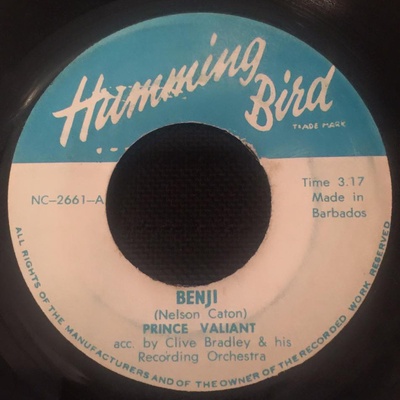 Humming Bird
TRADE MARK
NC-2661-A
Time 3.17
Made in
Barbados
BENJI
(Nelson Caton)
PRINCE VALIANT
acc. by Clive Bradley & his
Recording Orchestra
ALL RIGHTS OF THE MANUFACTURERS AND OF THE OWNER OF THE RECORDED WORK RESERVED